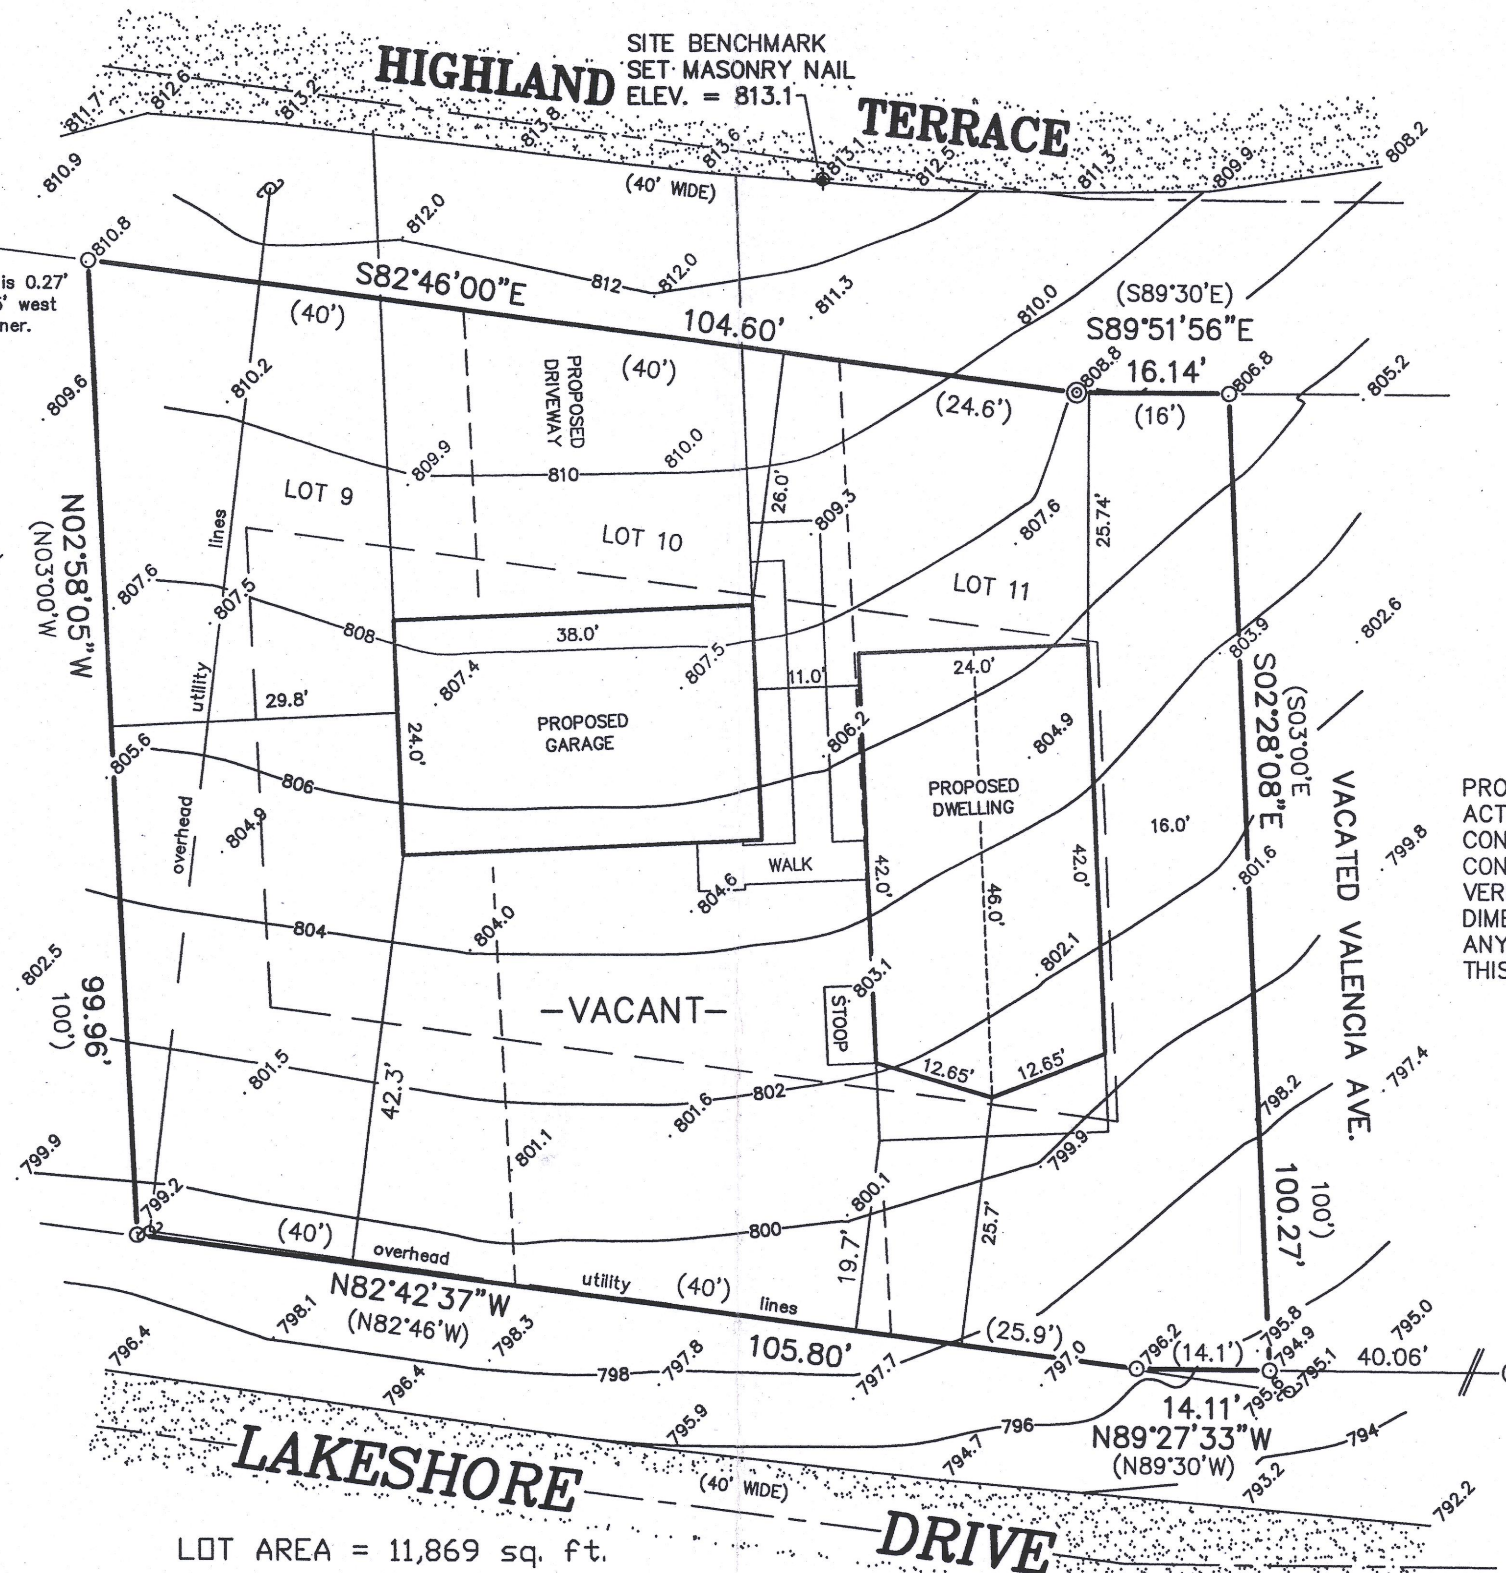 SITE BENCHMARK
SET MASONRY NAIL
ELEV. = 813.1
HIGHLAND TERRACE
(40' WIDE)
811.7
812.6
813.2
813.8
813.6
813.1
812.5
811.3
809.9
808.2
810.9
810.8
812.0
812
812.0
811.3
810.0
is 0.27'
west
S82°46'00"E
104.60'
(40')
(40')
(24.6')
(S89°30'E)
S89°51'56"E
16.14'
(16')
808.8
806.8
805.2
809.6
810.2
PROPOSED
DRIVEWAY
809.9
810
810.0
26.0'
809.3
807.6
25.74'
LOT 9
LOT 10
LOT 11
lines
utility
overhead
N02°58'05"W
(N03°00'W
807.6
807.5
808
38.0'
807.4
807.5
11.0'
24.0'
803.9
802.6
29.8'
24.0'
PROPOSED
GARAGE
806.2
804.9
PROPOSED
DWELLING
805.6
806
804.9
16.0'
S02°28'08"E
(S03°00'E
VACATED VALENCIA AVE.
799.8
PRO
ACT
CON
CON
VER
DIME
ANY
THIS
WALK
804.6
42.0'
46.0'
42.0'
801.6
804
804.0
803.1
802.1
802.5
-VACANT-
STOOP
99.96'
100')
801.5
42.3'
801.6
802
12.65'
12.65'
798.2
797.4
801.1
799.9
799.9
799.2
800.1
800
19.7'
25.7'
100')
100.27'
(40')
overhead
utility
lines
(40')
N82°42'37"W
(N82°46'W)
105.80'
(25.9')
(14.1')
796.2
797.0
795.8
794.9
795.1
795.6
795.0
40.06'
796.4
798.1
798.3
798
797.8
797.7
796.4
795.9
796
794.7
14.11'
N89°27'33"W
(N89°30'W)
794
793.2
792.2
LAKESHORE DRIVE
(40' WIDE)
LOT AREA = 11,869 sq. ft.